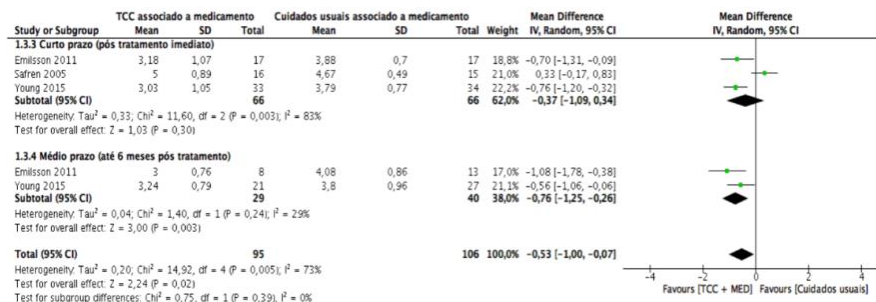 TCC associado a medicamento Cuidados usuais associado a medicamento Mean Difference Mean Difference
Study or Subgroup Mean SD Total Mean SD Total Weight IV, Random, 95% CI IV, Random, 95% CI
1.3.3 Curto prazo (pós tratamento imediato)
Emilsson 2011 3,18 1,07 17 3,88 0,7 17 18,8% -0,70 [-1,31, -0,09]
Safren 2005 5 0,89 16 4,67 0,49 15 21,0% 0,33 [-0,17, 0,83]
Young 2015 3,03 1,05 33 3,79 0,77 34 22,2% -0,76 [-1,20, -0,32]
Subtotal (95% CI) 66 66 62,0% -0,37 [-1,09, 0,34]
Heterogeneity: Tau² = 0,33; Chi² = 11,60, df = 2 (P = 0,003); I² = 83%
Test for overall effect: Z = 1,03 (P = 0,30)
1.3.4 Médio prazo (até 6 meses pós tratamento)
Emilsson 2011 3 0,76 8 4,08 0,86 13 17,0% -1,08 [-1,78, -0,38]
Young 2015 3,24 0,79 21 3,8 0,96 27 21,1% -0,56 [-1,06, -0,06]
Subtotal (95% CI) 29 40 38,0% -0,76 [-1,25, -0,26]
Heterogeneity: Tau² = 0,04; Chi² = 1,40, df = 1 (P = 0,24); I² = 29%
Test for overall effect: Z = 3,00 (P = 0,003)
Total (95% CI) 95 106 100,0% -0,53 [-1,00, -0,07]
Heterogeneity: Tau² = 0,20; Chi² = 14,92, df = 4 (P = 0,005); I² = 73%
Test for overall effect: Z = 2,24 (P = 0,02)
Test for subgroup differences: Chi² = 0,75, df = 1 (P = 0,39), I² = 0%
-4 -2 0 2 4
Favours [TCC + MED] Favours [Cuidados usuais]